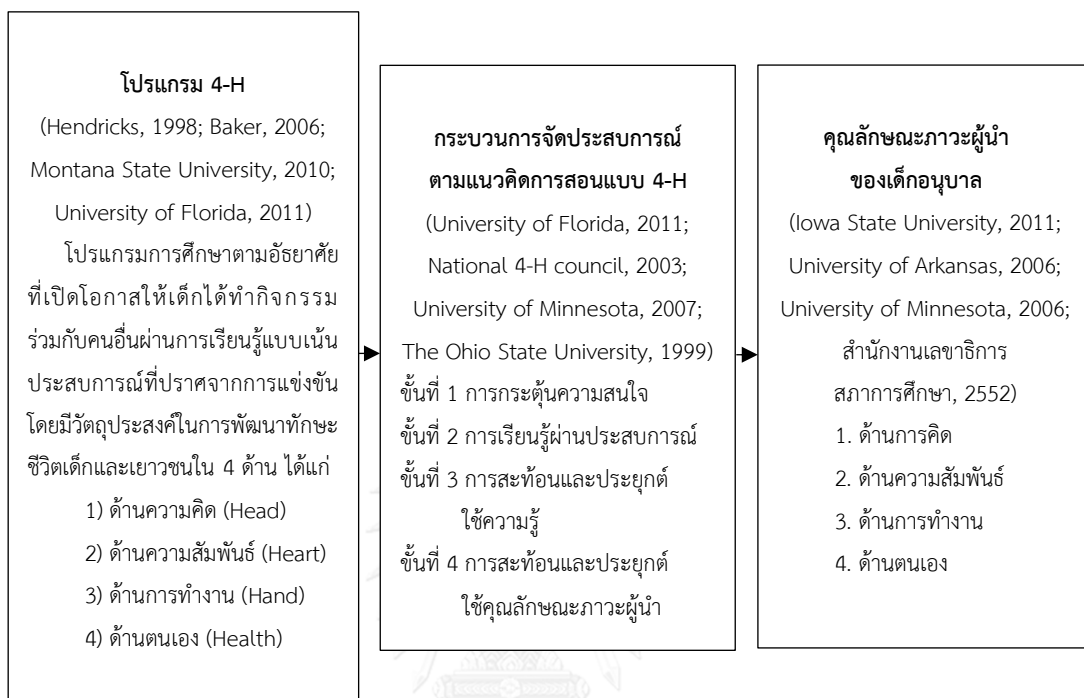 โปรแกรม 4-H
(Hendricks, 1998; Baker, 2006;
Montana State University, 2010;
University of Florida, 2011)
โปรแกรมการศึกษาตามอัธยาศัย
ที่เปิดโอกาสให้เด็กได้ทำกิจกรรม
ร่วมกับคนอื่นผ่านการเรียนรู้แบบเน้น
ประสบการณ์ที่ปราศจากการแข่งขัน
โดยมีวัตถุประสงค์ในการพัฒนาทักษะ
ชีวิตเด็กและเยาวชนใน 4 ด้าน ได้แก่
1) ด้านความคิด (Head)
2) ด้านความสัมพันธ์ (Heart)
3) ด้านการทำงาน (Hand)
4) ด้านตนเอง (Health)
กระบวนการจัดประสบการณ์
ตามแนวคิดการสอนแบบ 4-H
(University of Florida, 2011;
National 4-H council, 2003;
University of Minnesota, 2007;
The Ohio State University, 1999)
ขั้นที่ 1 การกระตุ้นความสนใจ
ขั้นที่ 2 การเรียนรู้ผ่านประสบการณ์
ขั้นที่ 3 การสะท้อนและประยุกต์
ใช้ความรู้
ขั้นที่ 4 การสะท้อนและประยุกต์
ใช้คุณลักษณะภาวะผู้นำ
คุณลักษณะภาวะผู้นำ
ของเด็กอนุบาล
(Iowa State University, 2011;
University of Arkansas, 2006;
University of Minnesota, 2006;
สำนักงานเลขาธิการ
สภาการศึกษา, 2552)
1. ด้านการคิด
2. ด้านความสัมพันธ์
3. ด้านการทำงาน
4. ด้านตนเอง